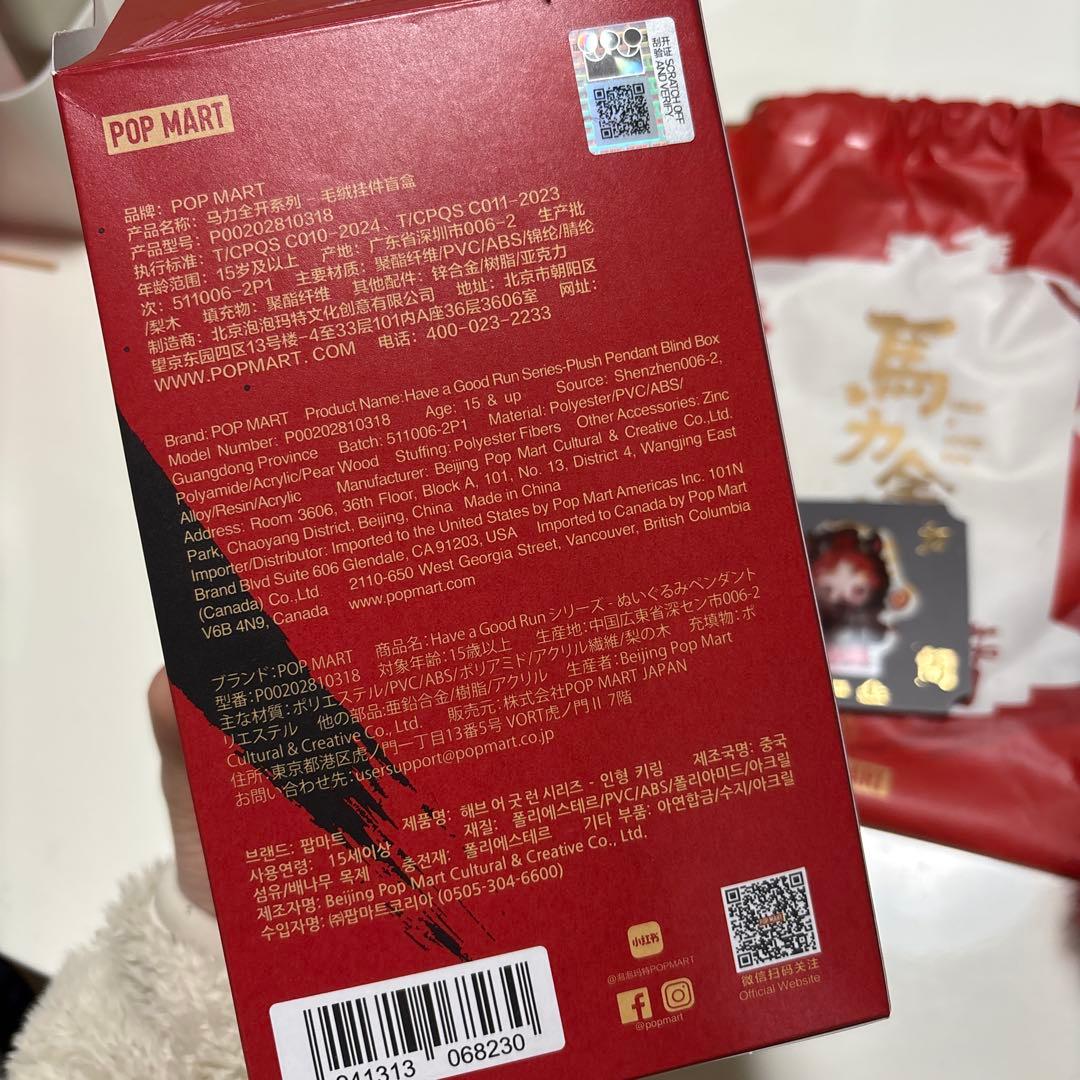 刮开
验证
SCRATCH OFF
AND VERIFY
POP MART
品牌：POP MART
产品名称：马力全开系列 - 毛绒挂件盲盒
产品型号：P00202810318
执行标准：T/CPQS C010-2024、T/CPQS C011-2023
年龄范围：15岁及以上 产地：广东省深圳市006-2 生产批
次：511006-2P1 主要材质：聚酯纤维/PVC/ABS/锦纶/腈纶
/梨木 填充物：聚酯纤维 其他配件：锌合金/树脂/亚克力
制造商：北京泡泡玛特文化创意有限公司 地址：北京市朝阳区
望京东园四区13号楼-4至33层101内A座36层3606室 网址：
WWW.POPMART.COM 电话：400-023-2233
Brand: POP MART Product Name: Have a Good Run Series-Plush Pendant Blind Box
Model Number: P00202810318 Age: 15 & up Source: Shenzhen006-2,
Guangdong Province Batch: 511006-2P1 Material: Polyester/PVC/ABS/
Polyamide/Acrylic/Pear Wood Stuffing: Polyester Fibers Other Accessories: Zinc
Alloy/Resin/Acrylic Manufacturer: Beijing Pop Mart Cultural & Creative Co.,Ltd.
Address: Room 3606, 36th Floor, Block A, 101, No. 13, District 4, Wangjing East
Park, Chaoyang District, Beijing, China Made in China
Importer/Distributor: Imported to the United States by Pop Mart Americas Inc. 101N
Brand Blvd Suite 606 Glendale, CA 91203, USA Imported to Canada by Pop Mart
(Canada) Co.,Ltd 2110-650 West Georgia Street, Vancouver, British Columbia
V6B 4N9, Canada www.popmart.com
ブランド：POP MART 商品名：Have a Good Run シリーズ - ぬいぐるみペンダント
型番：P00202810318 対象年齢：15歳以上 生産地：中国広東省深セン市006-2
主な材質：ポリエステル/PVC/ABS/ポリアミド/アクリル繊維/梨の木 充填物：ポ
リエステル 他の部品：亜鉛合金/樹脂/アクリル 生産者：Beijing Pop Mart
Cultural & Creative Co., Ltd. 販売元：株式会社POP MART JAPAN
住所：東京都港区虎ノ門一丁目13番5号 VORT虎ノ門Ⅱ 7階
お問い合わせ先：usersupport@popmart.co.jp
브랜드: 팝마트 제품명: 해브 어 굿 런 시리즈 - 인형 키링 제조국명: 중국
사용연령: 15세이상 재질: 폴리에스테르/PVC/ABS/폴리아미드/아크릴
섬유/배나무 목제 충전재: 폴리에스테르 기타 부품: 아연합금/수지/아크릴
제조자명: Beijing Pop Mart Cultural & Creative Co., Ltd.
수입자명: ㈜팝마트코리아 (0505-304-6600)
小红书
@泡泡玛特POPMART
@popmart
POP MART
微信扫码关注
Official Website
941313 068230
馬
力
全
POP MART